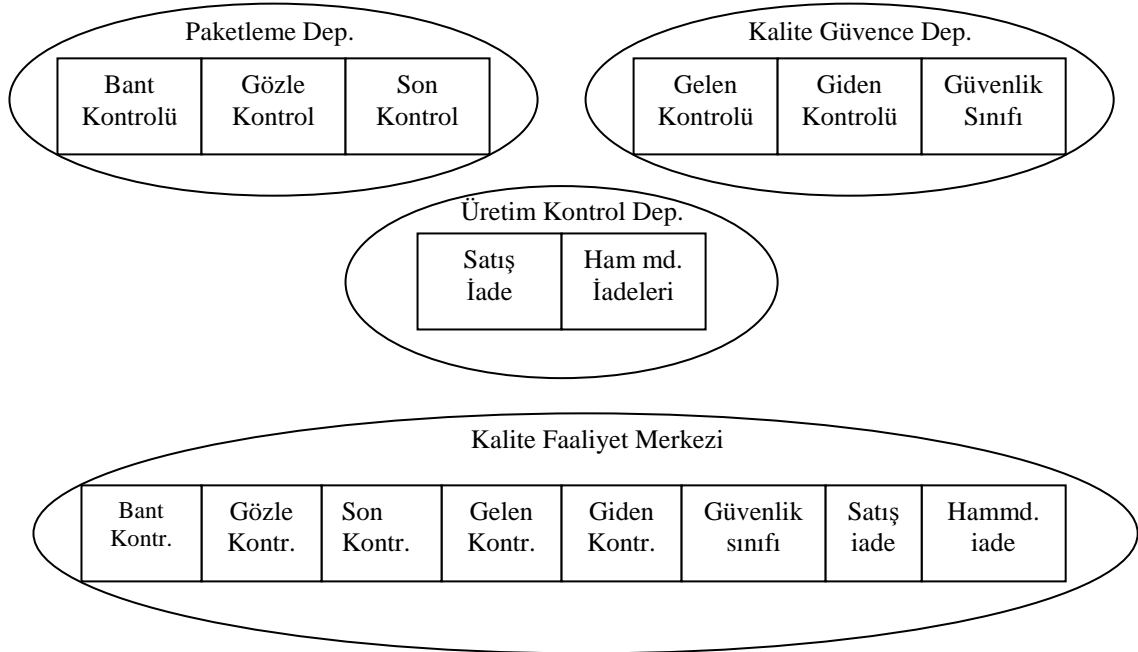 Paketleme Dep.
Bant
Kontrolü
Gözle
Kontrol
Son
Kontrol
Kalite Güvence Dep.
Gelen
Kontrolü
Giden
Kontrolü
Güvenlik
Sınıfı
Üretim Kontrol Dep.
Satış
İade
Ham md.
İadeleri
Kalite Faaliyet Merkezi
Bant
Kontr.
Gözle
Kontr.
Son
Kontr.
Gelen
Kontr.
Giden
Kontr.
Güvenlik
sınıfı
Satış
iade
Hammd.
iade